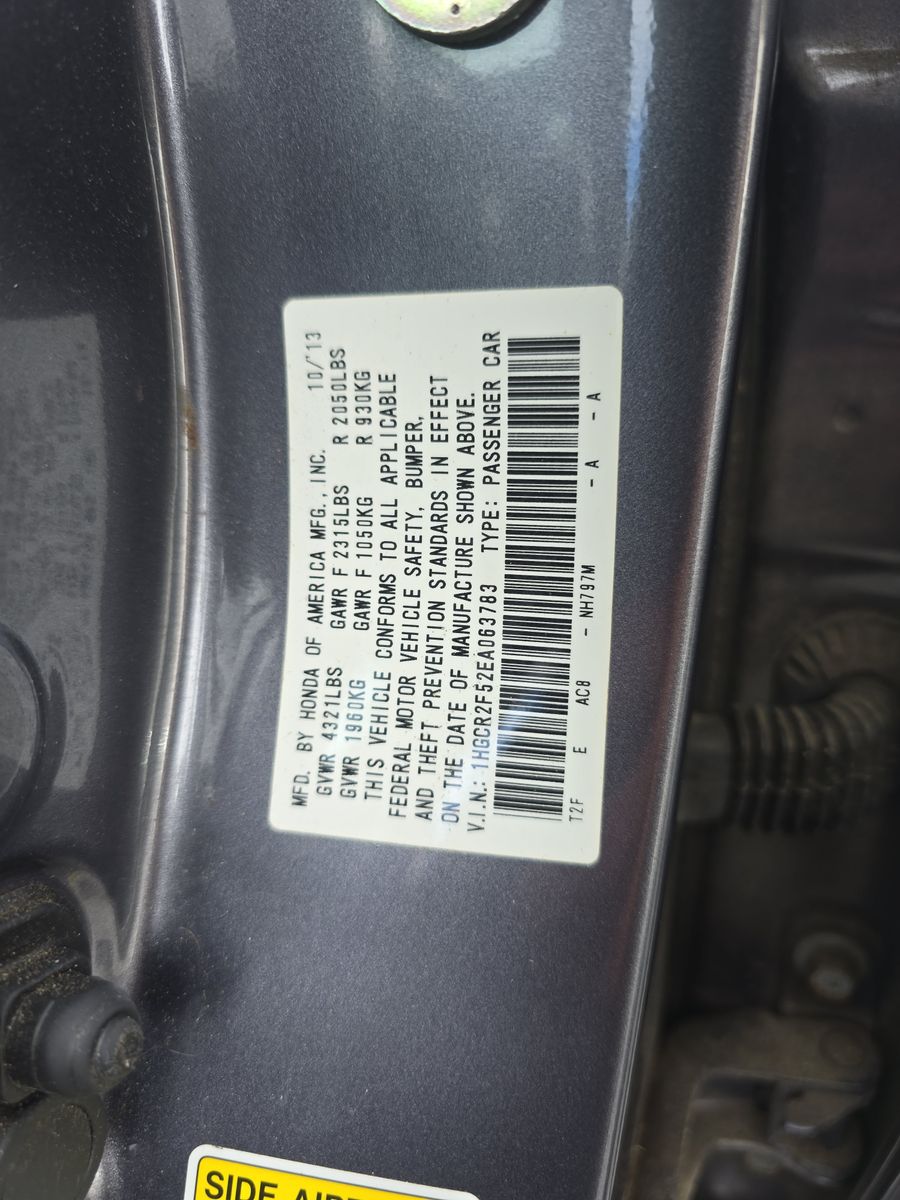 MFD. BY HONDA OF AMERICA MFG., INC. 10/'13
GVWR 4321LBS GAWR F 2315LBS R 2050LBS
GVWR 1960KG GAWR F 1050KG R 930KG
THIS VEHICLE CONFORMS TO ALL APPLICABLE
FEDERAL MOTOR VEHICLE SAFETY, BUMPER,
AND THEFT PREVENTION STANDARDS IN EFFECT
ON THE DATE OF MANUFACTURE SHOWN ABOVE.
V.I.N.: 1HGCR2F52EA063783 TYPE: PASSENGER CAR
T2F E AC8 - NH797M - A - A
SIDE